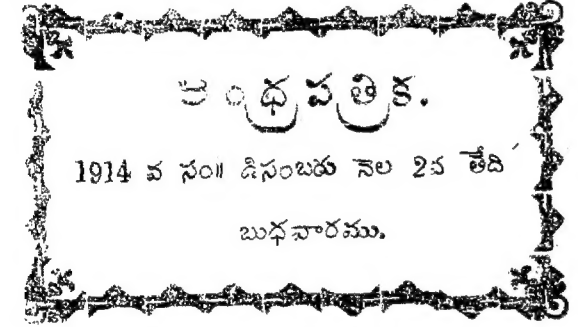 ఆంధ్రపత్రిక.
1914 వ సం॥ డిసంబరు నెల 2వ తేది
బుధవారము.